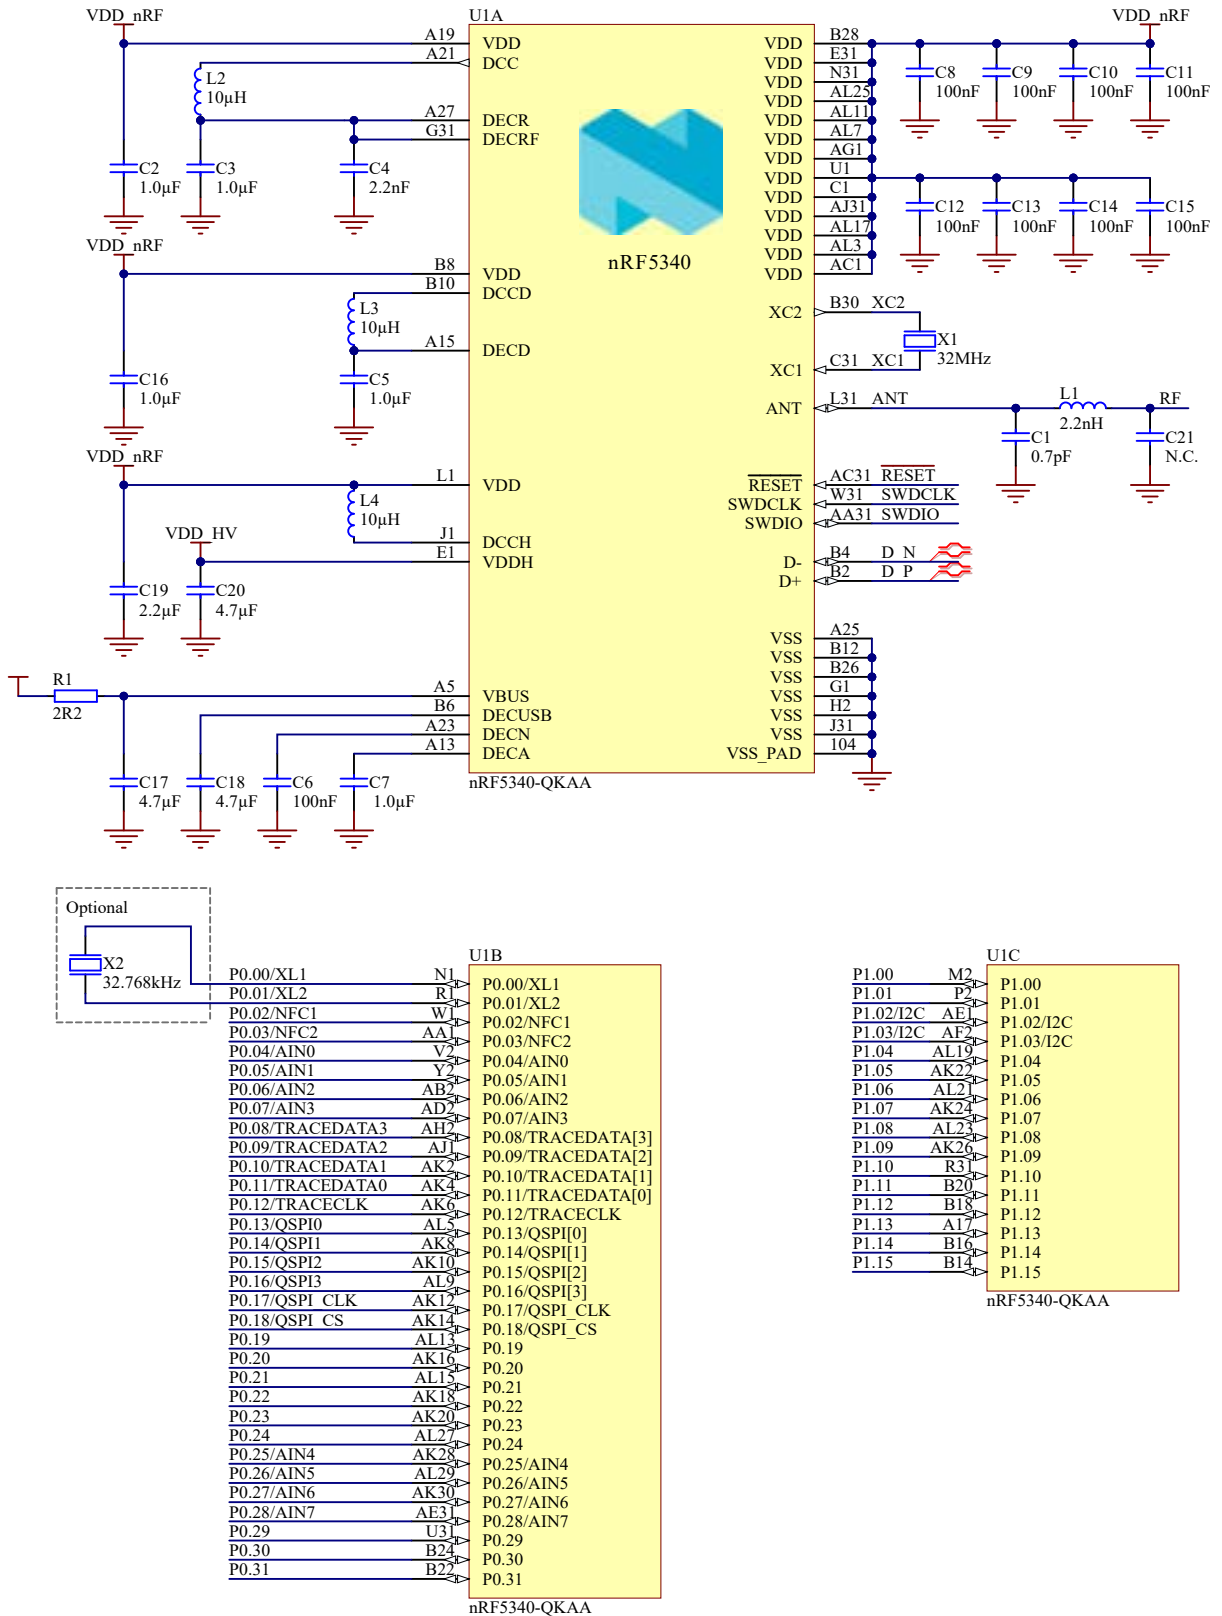 U1A
VDD_nRF
A19 VDD
A21 DCC
L2
10µH
A27 DECR
G31 DECRF
C2
1.0µF
C3
1.0µF
C4
2.2nF
VDD_nRF
B8 VDD
B10 DCCD
L3
10µH
A15 DECD
C16
1.0µF
C5
1.0µF
VDD_nRF
L1 VDD
L4
10µH
J1 DCCH
VDD_HV
E1 VDDH
C19
2.2µF
C20
4.7µF
R1
2R2
A5 VBUS
B6 DECUSB
A23 DECN
A13 DECA
C17
4.7µF
C18
4.7µF
C6
100nF
C7
1.0µF
nRF5340
nRF5340-QKAA
VDD_nRF
VDD B28
VDD E31
VDD N31
VDD AL25
VDD AL11
VDD AL7
VDD AG1
VDD U1
VDD C1
VDD AJ31
VDD AL17
VDD AL3
VDD AC1
C8
100nF
C9
100nF
C10
100nF
C11
100nF
C12
100nF
C13
100nF
C14
100nF
C15
100nF
XC2 B30 XC2
X1
32MHz
XC1 C31 XC1
ANT L31 ANT
L1
2.2nH
RF
C1
0.7pF
C21
N.C.
RESET AC31 RESET
SWDCLK W31 SWDCLK
SWDIO AA31 SWDIO
D- B4 D_N
D+ B2 D_P
VSS A25
VSS B12
VSS B26
VSS G1
VSS H2
VSS J31
VSS_PAD 104
Optional
X2
32.768kHz
U1B
P0.00/XL1 N1 P0.00/XL1
P0.01/XL2 R1 P0.01/XL2
P0.02/NFC1 W1 P0.02/NFC1
P0.03/NFC2 AA1 P0.03/NFC2
P0.04/AIN0 V2 P0.04/AIN0
P0.05/AIN1 Y2 P0.05/AIN1
P0.06/AIN2 AB2 P0.06/AIN2
P0.07/AIN3 AD2 P0.07/AIN3
P0.08/TRACEDATA3 AH2 P0.08/TRACEDATA[3]
P0.09/TRACEDATA2 AJ1 P0.09/TRACEDATA[2]
P0.10/TRACEDATA1 AK2 P0.10/TRACEDATA[1]
P0.11/TRACEDATA0 AK4 P0.11/TRACEDATA[0]
P0.12/TRACECLK AK6 P0.12/TRACECLK
P0.13/QSPI0 AL5 P0.13/QSPI[0]
P0.14/QSPI1 AK8 P0.14/QSPI[1]
P0.15/QSPI2 AK10 P0.15/QSPI[2]
P0.16/QSPI3 AL9 P0.16/QSPI[3]
P0.17/QSPI_CLK AK12 P0.17/QSPI_CLK
P0.18/QSPI_CS AK14 P0.18/QSPI_CS
P0.19 AL13 P0.19
P0.20 AK16 P0.20
P0.21 AL15 P0.21
P0.22 AK18 P0.22
P0.23 AK20 P0.23
P0.24 AL27 P0.24
P0.25/AIN4 AK28 P0.25/AIN4
P0.26/AIN5 AL29 P0.26/AIN5
P0.27/AIN6 AK30 P0.27/AIN6
P0.28/AIN7 AE31 P0.28/AIN7
P0.29 U31 P0.29
P0.30 B24 P0.30
P0.31 B22 P0.31
nRF5340-QKAA
U1C
P1.00 M2 P1.00
P1.01 P2 P1.01
P1.02/I2C AE1 P1.02/I2C
P1.03/I2C AF2 P1.03/I2C
P1.04 AL19 P1.04
P1.05 AK22 P1.05
P1.06 AL21 P1.06
P1.07 AK24 P1.07
P1.08 AL23 P1.08
P1.09 AK26 P1.09
P1.10 R31 P1.10
P1.11 B20 P1.11
P1.12 B18 P1.12
P1.13 A17 P1.13
P1.14 B16 P1.14
P1.15 B14 P1.15
nRF5340-QKAA